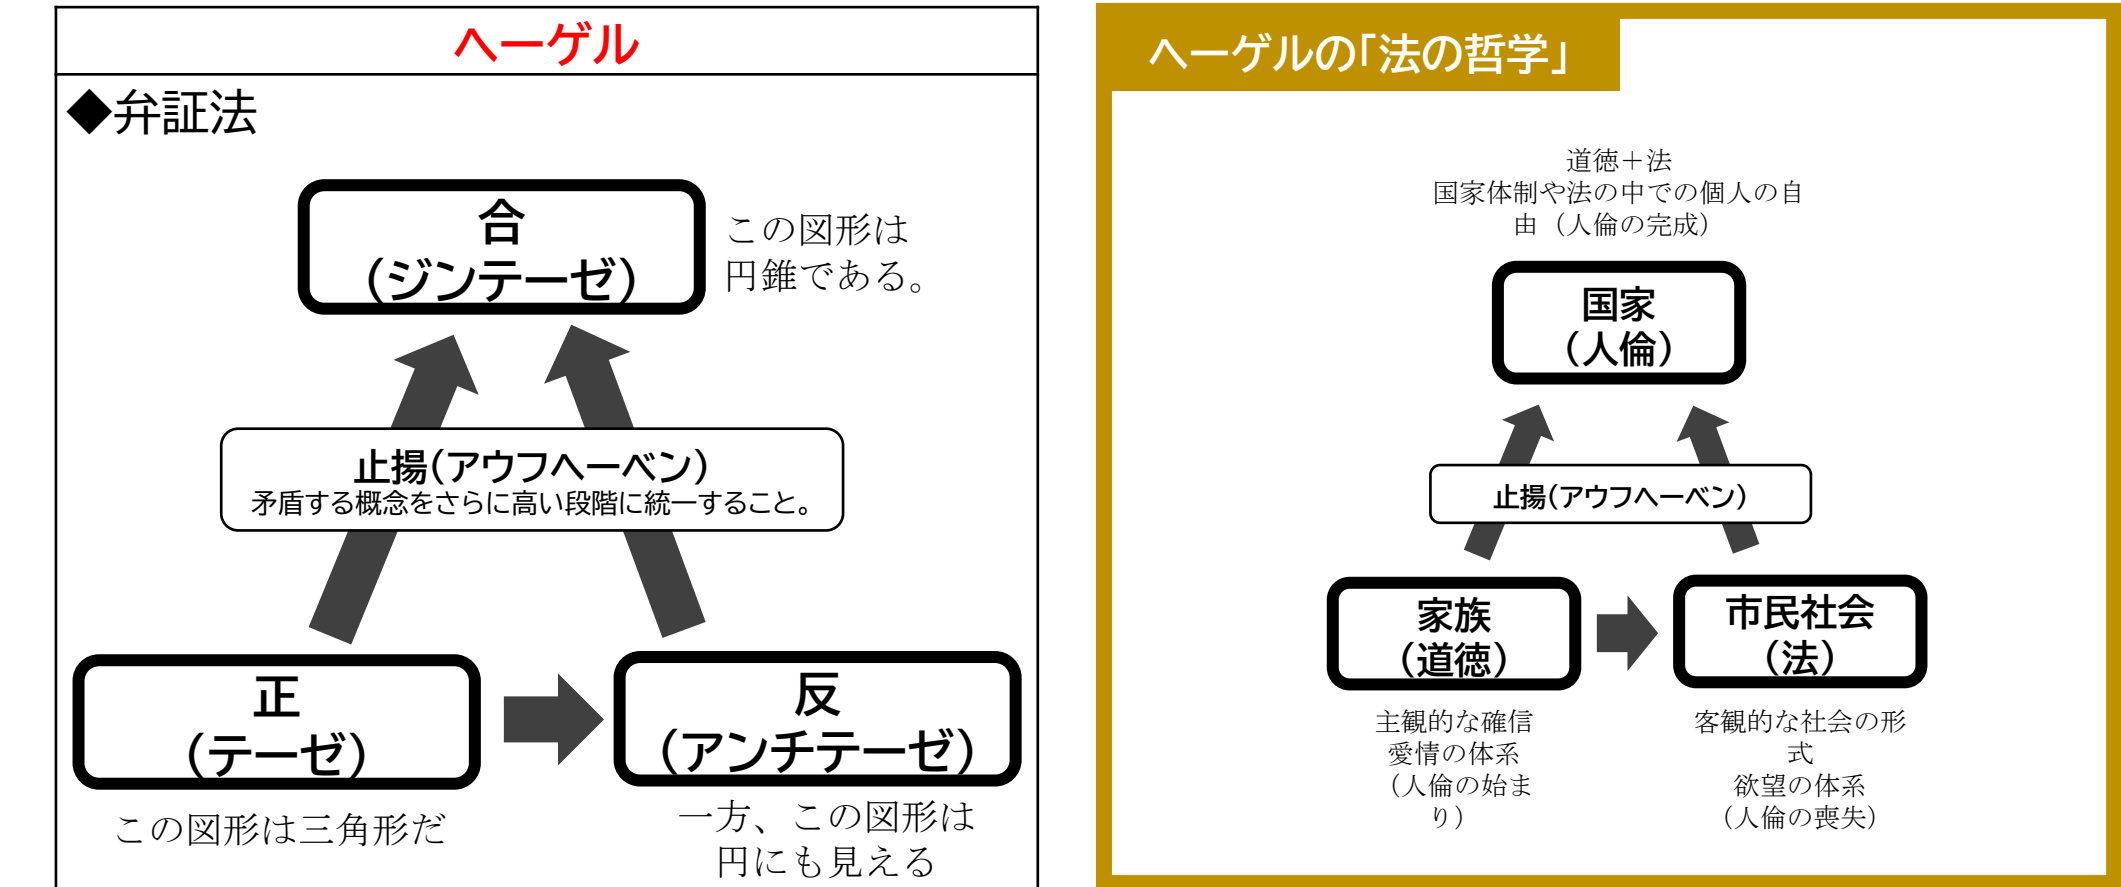 ヘーゲル
◆弁証法
合
(ジンテーゼ)
この図形は
円錐である。
止揚(アウフヘーベン)
矛盾する概念をさらに高い段階に統一すること。
正
(テーゼ)
反
(アンチテーゼ)
この図形は三角形だ
一方、この図形は
円にも見える
ヘーゲルの「法の哲学」
道徳＋法
国家体制や法の中での個人の自
由（人倫の完成）
国家
(人倫)
止揚(アウフヘーベン)
家族
(道徳)
市民社会
(法)
主観的な確信
愛情の体系
（人倫の始ま
り）
客観的な社会の形
式
欲望の体系
（人倫の喪失）